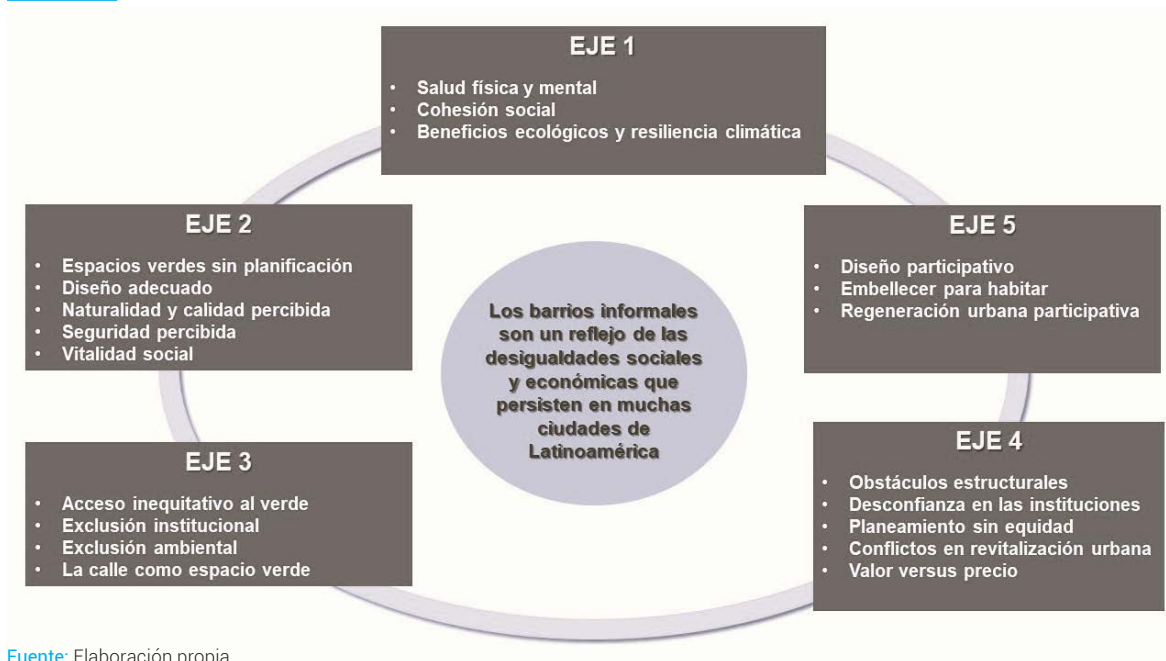 EJE 1
• Salud física y mental
• Cohesión social
• Beneficios ecológicos y resiliencia climática
EJE 2
• Espacios verdes sin planificación
• Diseño adecuado
• Naturalidad y calidad percibida
• Seguridad percibida
• Vitalidad social
EJE 3
• Acceso inequitativo al verde
• Exclusión institucional
• Exclusión ambiental
• La calle como espacio verde
Los barrios informales
son un reflejo de las
desigualdades sociales
y económicas que
persisten en muchas
ciudades de
Latinoamérica
EJE 5
• Diseño participativo
• Embellecer para habitar
• Regeneración urbana participativa
EJE 4
• Obstáculos estructurales
• Desconfianza en las instituciones
• Planeamiento sin equidad
• Conflictos en revitalización urbana
• Valor versus precio
Fuente: Elaboración propia